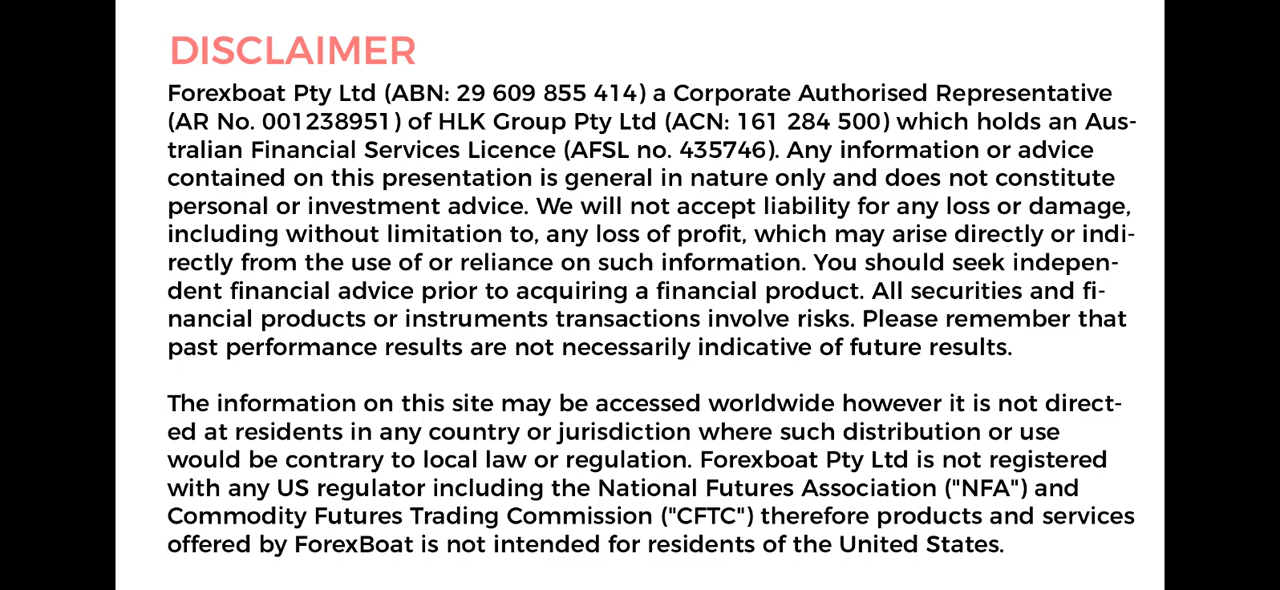 DISCLAIMER
Forexboat Pty Ltd (ABN: 29 609 855 414) a Corporate Authorised Representative
(AR No. 001238951) of HLK Group Pty Ltd (ACN: 161 284 500) which holds an Aus-
tralian Financial Services Licence (AFSL no. 435746). Any information or advice
contained on this presentation is general in nature only and does not constitute
personal or investment advice. We will not accept liability for any loss or damage,
including without limitation to, any loss of profit, which may arise directly or indi-
rectly from the use of or reliance on such information. You should seek indepen-
dent financial advice prior to acquiring a financial product. All securities and fi-
nancial products or instruments transactions involve risks. Please remember that
past performance results are not necessarily indicative of future results.
The information on this site may be accessed worldwide however it is not direct-
ed at residents in any country or jurisdiction where such distribution or use
would be contrary to local law or regulation. Forexboat Pty Ltd is not registered
with any US regulator including the National Futures Association ("NFA") and
Commodity Futures Trading Commission ("CFTC") therefore products and services
offered by ForexBoat is not intended for residents of the United States.